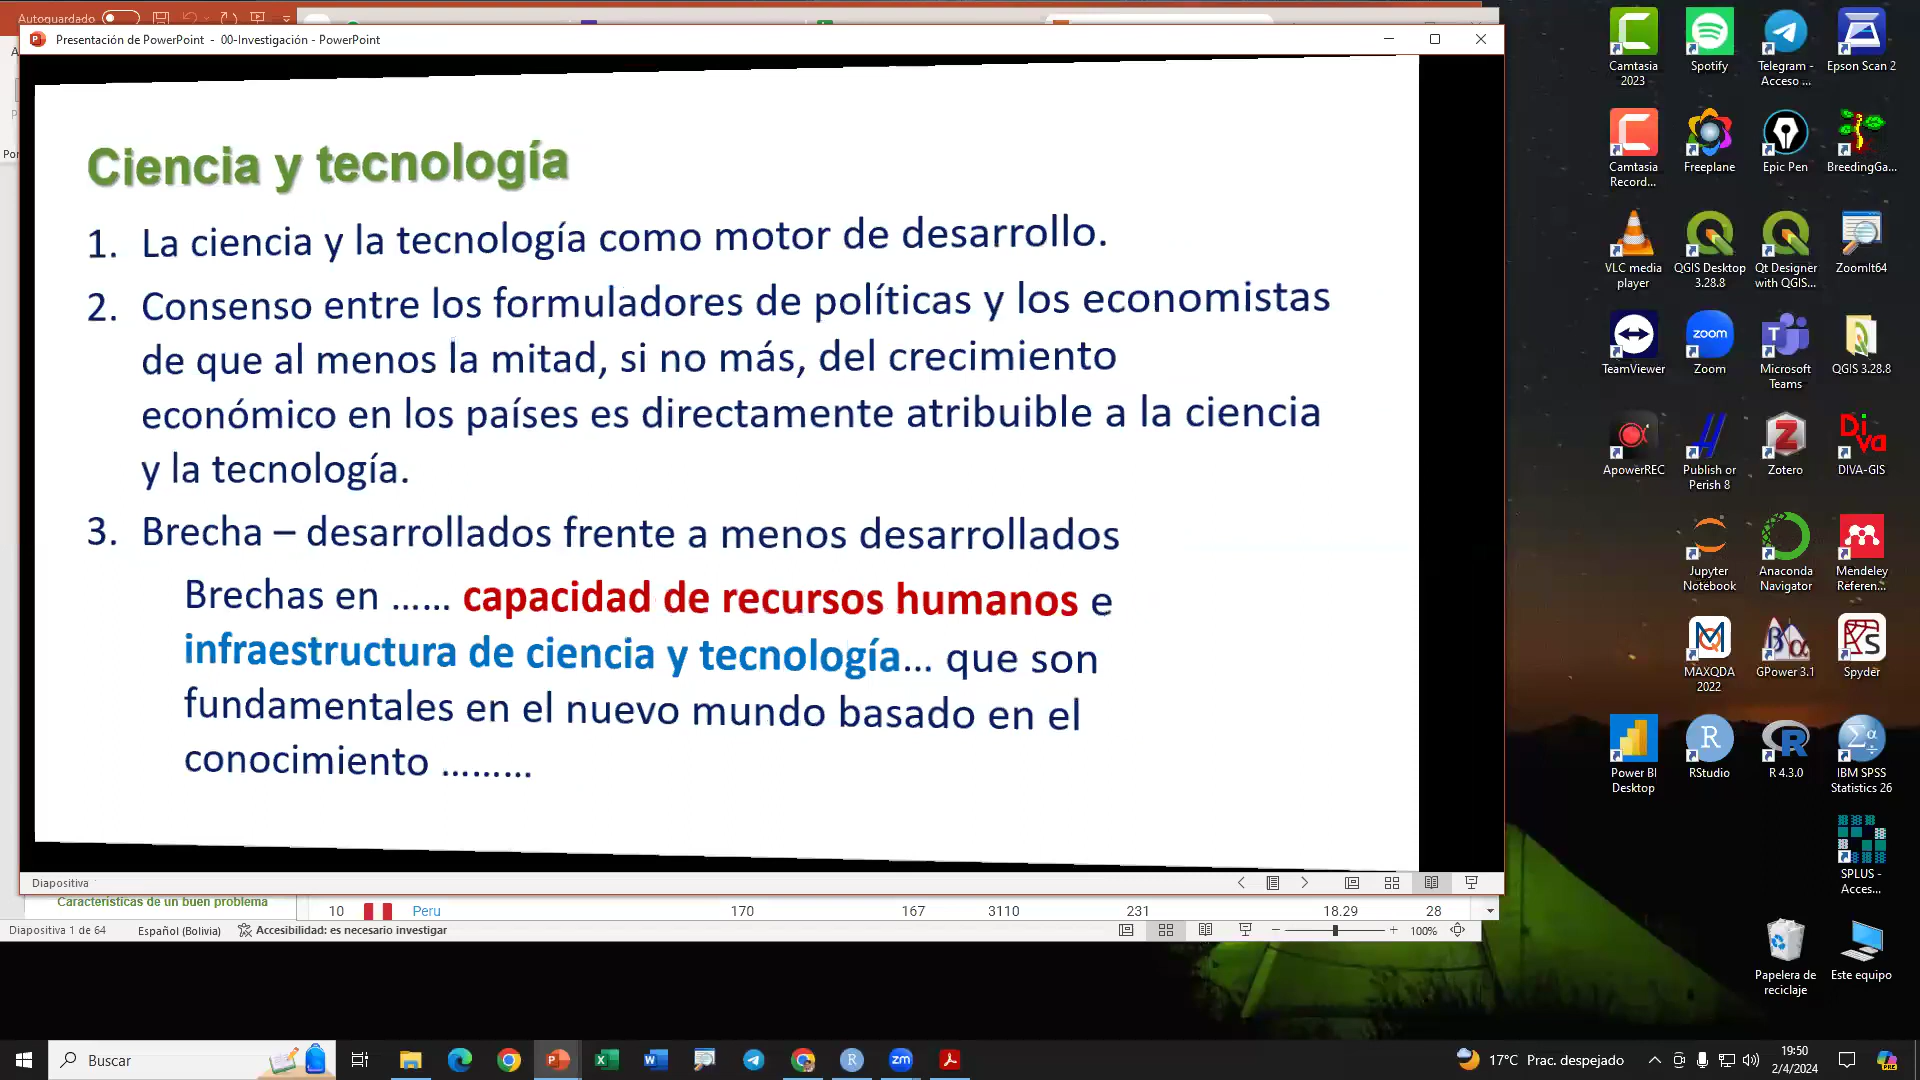 Autoguardado
Presentación de PowerPoint - 00-Investigación - PowerPoint
Ciencia y tecnología
1. La ciencia y la tecnología como motor de desarrollo.
2. Consenso entre los formuladores de políticas y los economistas
de que al menos la mitad, si no más, del crecimiento
económico en los países es directamente atribuible a la ciencia
y la tecnología.
3. Brecha – desarrollados frente a menos desarrollados
Brechas en ...... capacidad de recursos humanos e
infraestructura de ciencia y tecnología... que son
fundamentales en el nuevo mundo basado en el
conocimiento .........
Diapositiva
Características de un buen problema
10 Peru 170 167 3110 231 18.29 28
Diapositiva 1 de 64 Español (Bolivia) Accesibilidad: es necesario investigar 100%
Camtasia
2023
Spotify
Telegram -
Acceso ...
Epson Scan 2
Camtasia
Record...
Freeplane
Epic Pen
BreedingGa...
VLC media
player
QGIS Desktop
3.28.8
Qt Designer
with QGIS...
ZoomIt64
TeamViewer
zoom
Zoom
Microsoft
Teams
QGIS 3.28.8
ApowerREC
Publish or
Perish 8
Zotero
DiVa
DIVA-GIS
Jupyter
Notebook
Anaconda
Navigator
Mendeley
Referen...
MAXQDA
2022
GPower 3.1
Spyder
Power BI
Desktop
RStudio
R 4.3.0
IBM SPSS
Statistics 26
SPLUS -
Acces...
Papelera de
reciclaje
Este equipo
Buscar
zm
17°C Prac. despejado
19:50
2/4/2024